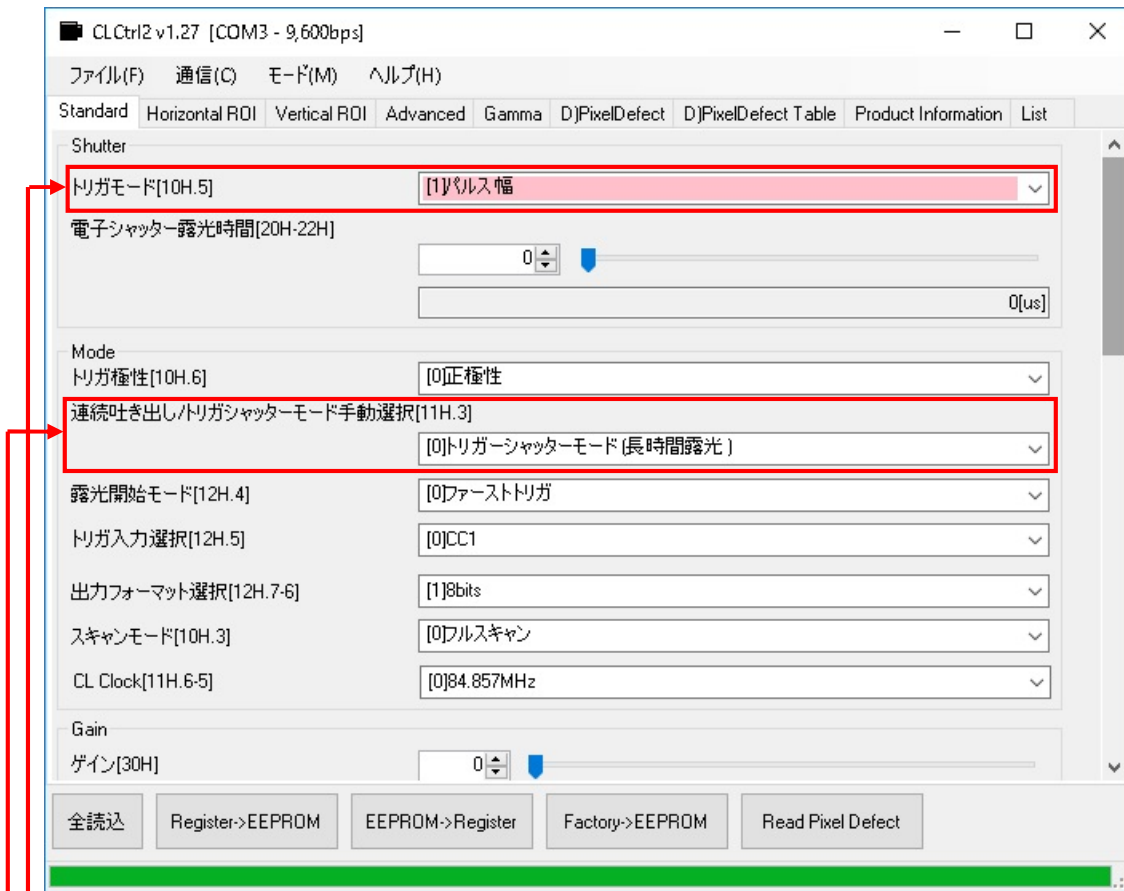 CLCtrl2 v1.27 [COM3 - 9,600bps]
ファイル(F) 通信(C) モード(M) ヘルプ(H)
Standard Horizontal ROI Vertical ROI Advanced Gamma D)PixelDefect D)PixelDefect Table Product Information List
Shutter
トリガモード[10H.5] [1]パルス幅
電子シャッター露光時間[20H-22H]
0
0[us]
Mode
トリガ極性[10H.6] [0]正極性
連続吐き出し/トリガシャッターモード手動選択[11H.3]
[0]トリガーシャッターモード(長時間露光)
露光開始モード[12H.4] [0]ファーストトリガ
トリガ入力選択[12H.5] [0]CC1
出力フォーマット選択[12H.7-6] [1]8bits
スキャンモード[10H.3] [0]フルスキャン
CL Clock[11H.6-5] [0]84.857MHz
Gain
ゲイン[30H] 0
全読込 Register->EEPROM EEPROM->Register Factory->EEPROM Read Pixel Defect